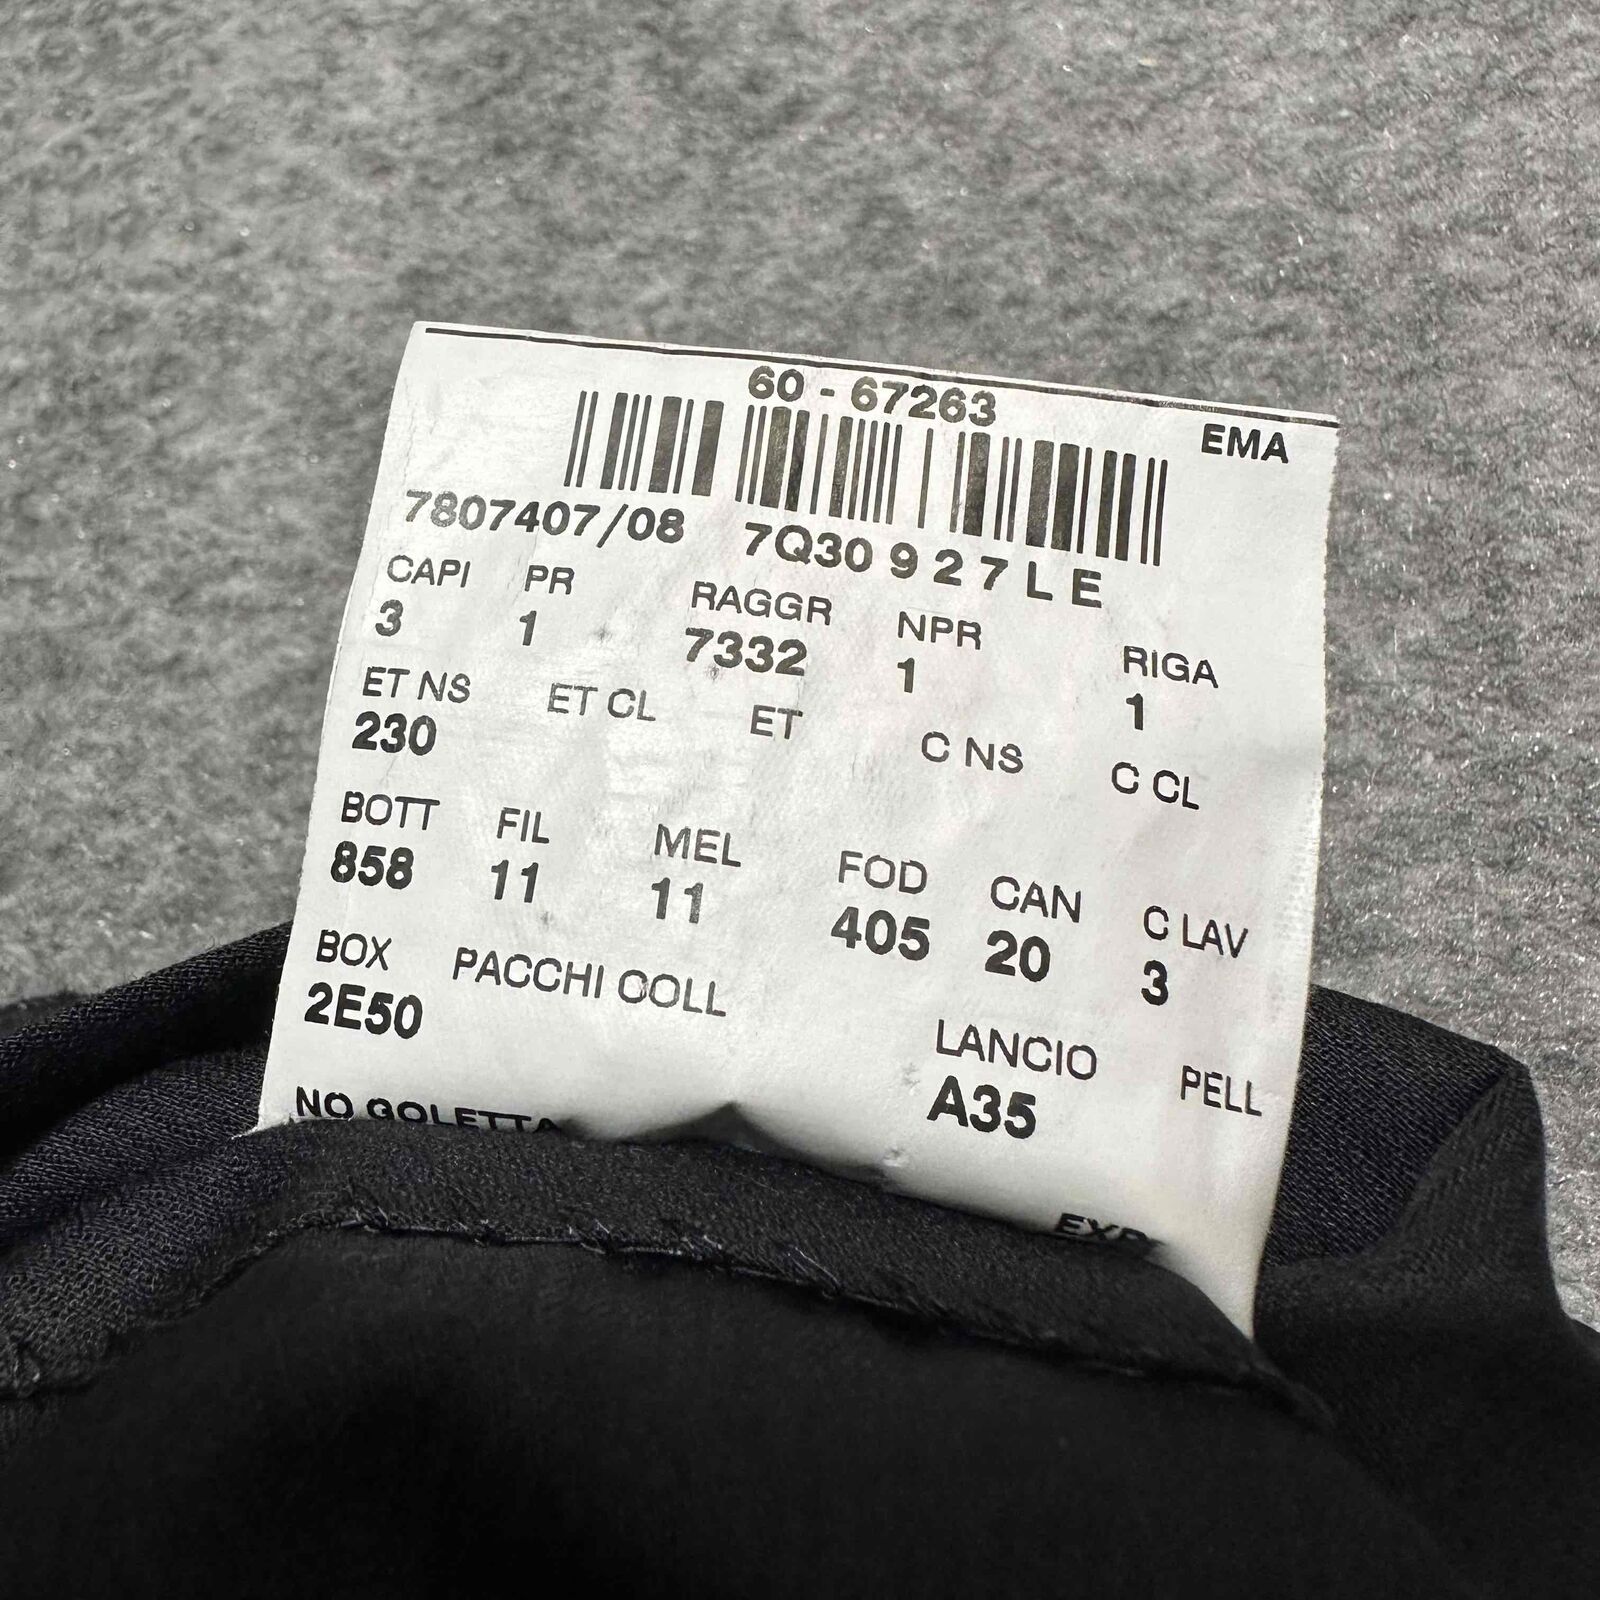 60 - 67263
EMA
7807407/08 7Q30 9 2 7 L E
CAPI PR RAGGR NPR RIGA
3 1 7332 1 1
ET NS ET CL ET C NS C CL
230
BOTT FIL MEL FOD CAN C LAV
858 11 11 405 20 3
BOX PACCHI COLL LANCIO PELL
2E50 A35
NO GOLETTA